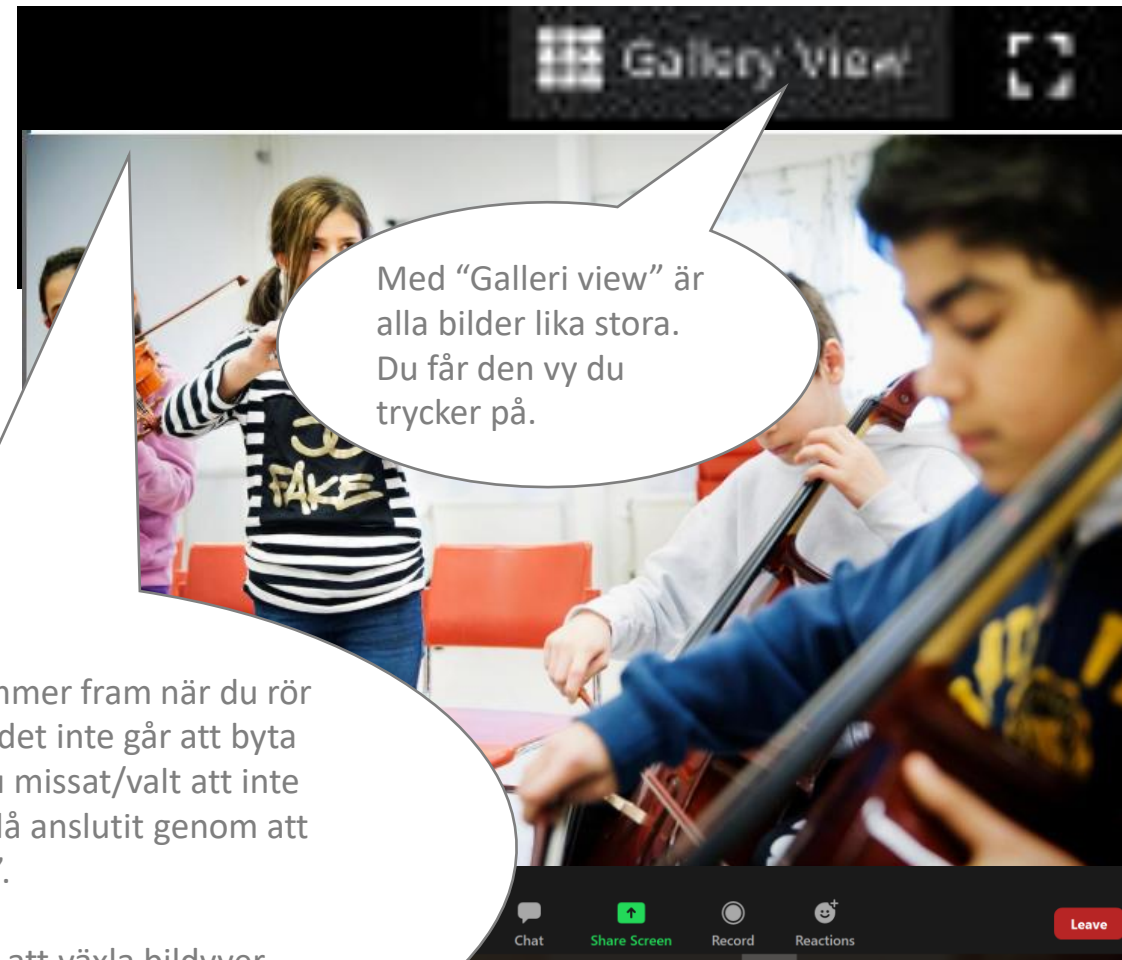 Gallery View
Med “Galleri view” är
alla bilder lika stora.
Du får den vy du
trycker på.
FAKE
mmer fram när du rör
det inte går att byta
u missat/valt att inte
då anslutit genom att
”.
att växla bildvyer
Chat
Share Screen
Record
Reactions
Leave